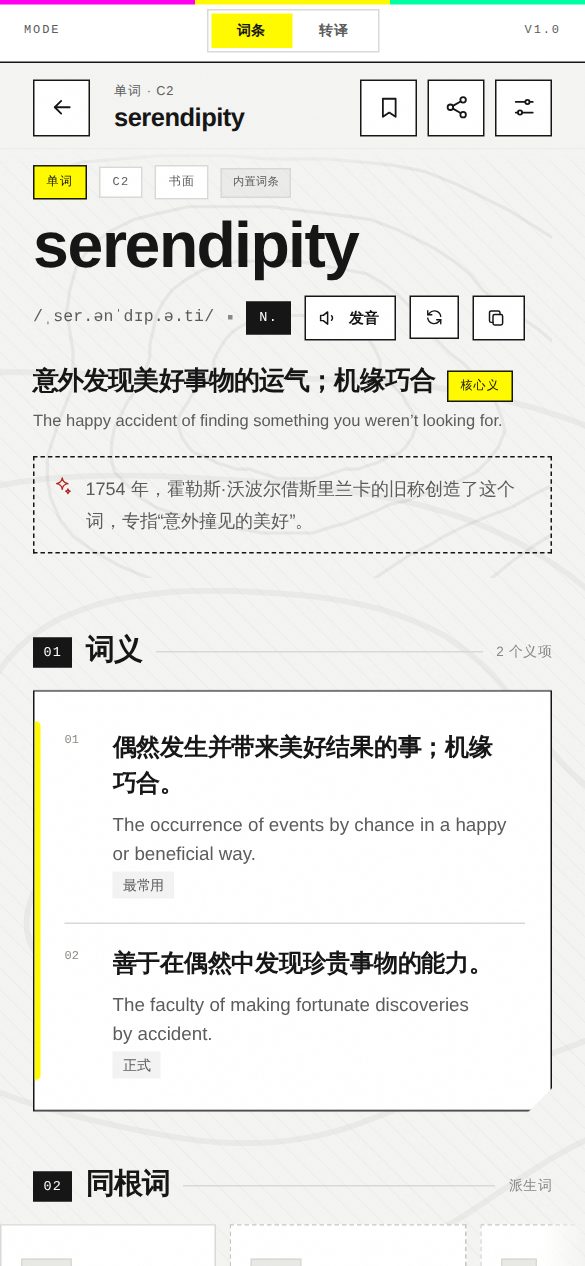 MODE 词条 转译 V1.0
单词 · C2
serendipity
单词 C2 书面 内置词条
serendipity
/ˌser.ənˈdɪp.ə.ti/ N. 发音
意外发现美好事物的运气；机缘巧合 核心义
The happy accident of finding something you weren’t looking for.
1754 年，霍勒斯·沃波尔借斯里兰卡的旧称创造了这个
词，专指“意外撞见的美好”。
01 词义 2 个义项
01 偶然发生并带来美好结果的事；机缘
巧合。
The occurrence of events by chance in a happy
or beneficial way.
最常用
02 善于在偶然中发现珍贵事物的能力。
The faculty of making fortunate discoveries
by accident.
正式
02 同根词 派生词